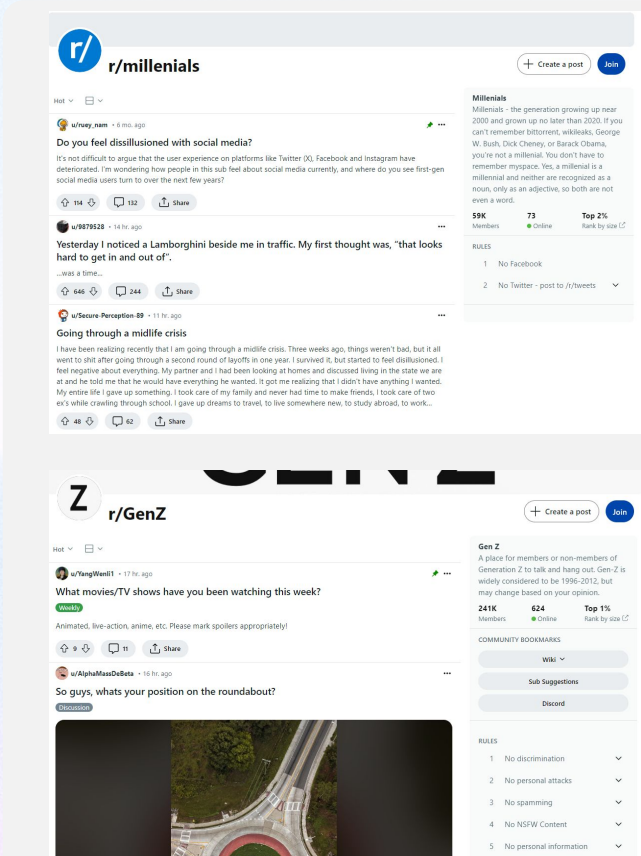 r/
r/millenials
Create a post
Join
Hot
u/ruey_nam • 6 mo. ago
Do you feel dissillusioned with social media?
It's not difficult to argue that the user experience on platforms like Twitter (X), Facebook and Instagram have
deteriorated. I'm wondering how people in this sub feel about social media currently, and where do you see first-gen
social media users turn to over the next few years?
114
132
Share
u/9879528 • 14 hr. ago
Yesterday I noticed a Lamborghini beside me in traffic. My first thought was, "that looks
hard to get in and out of".
...was a time...
646
244
Share
u/Secure-Perception-89 • 11 hr. ago
Going through a midlife crisis
I have been realizing recently that I am going through a midlife crisis. Three weeks ago, things weren't bad, but it all
went to shit after going through a second round of layoffs in one year. I survived it, but started to feel disillusioned. I
feel negative about everything. My partner and I had been looking at homes and discussed living in the state we are
at and he told me that he would have everything he wanted. It got me realizing that I didn't have anything I wanted.
My entire life I gave up something. I took care of my family and never had time to make friends, I took care of two
ex's while crawling through school. I gave up dreams to travel, to live somewhere new, to study abroad, to work...
48
62
Share
Millenials
Millenials - the generation growing up near
2000 and grown up no later than 2020. If you
can't remember bittorrent, wikileaks, George
W. Bush, Dick Cheney, or Barack Obama,
you're not a millenial. You don't have to
remember myspace. Yes, a millenial is a
millennial and neither are recognized as a
noun, only as an adjective, so both are not
even a word.
59K 73 Top 2%
Members Online Rank by size
RULES
1 No Facebook
2 No Twitter - post to /r/tweets
GEN Z
Z
r/GenZ
Create a post
Join
Hot
u/YangWenli1 • 17 hr. ago
What movies/TV shows have you been watching this week?
Weekly
Animated, live-action, anime, etc. Please mark spoilers appropriately!
9
11
Share
u/AlphaMassDeBeta • 16 hr. ago
So guys, whats your position on the roundabout?
Discussion
Gen Z
A place for members or non-members of
Generation Z to talk and hang out. Gen-Z is
widely considered to be 1996-2012, but
may change based on your opinion.
241K 624 Top 1%
Members Online Rank by size
COMMUNITY BOOKMARKS
Wiki
Sub Suggestions
Discord
RULES
1 No discrimination
2 No personal attacks
3 No spamming
4 No NSFW Content
5 No personal information